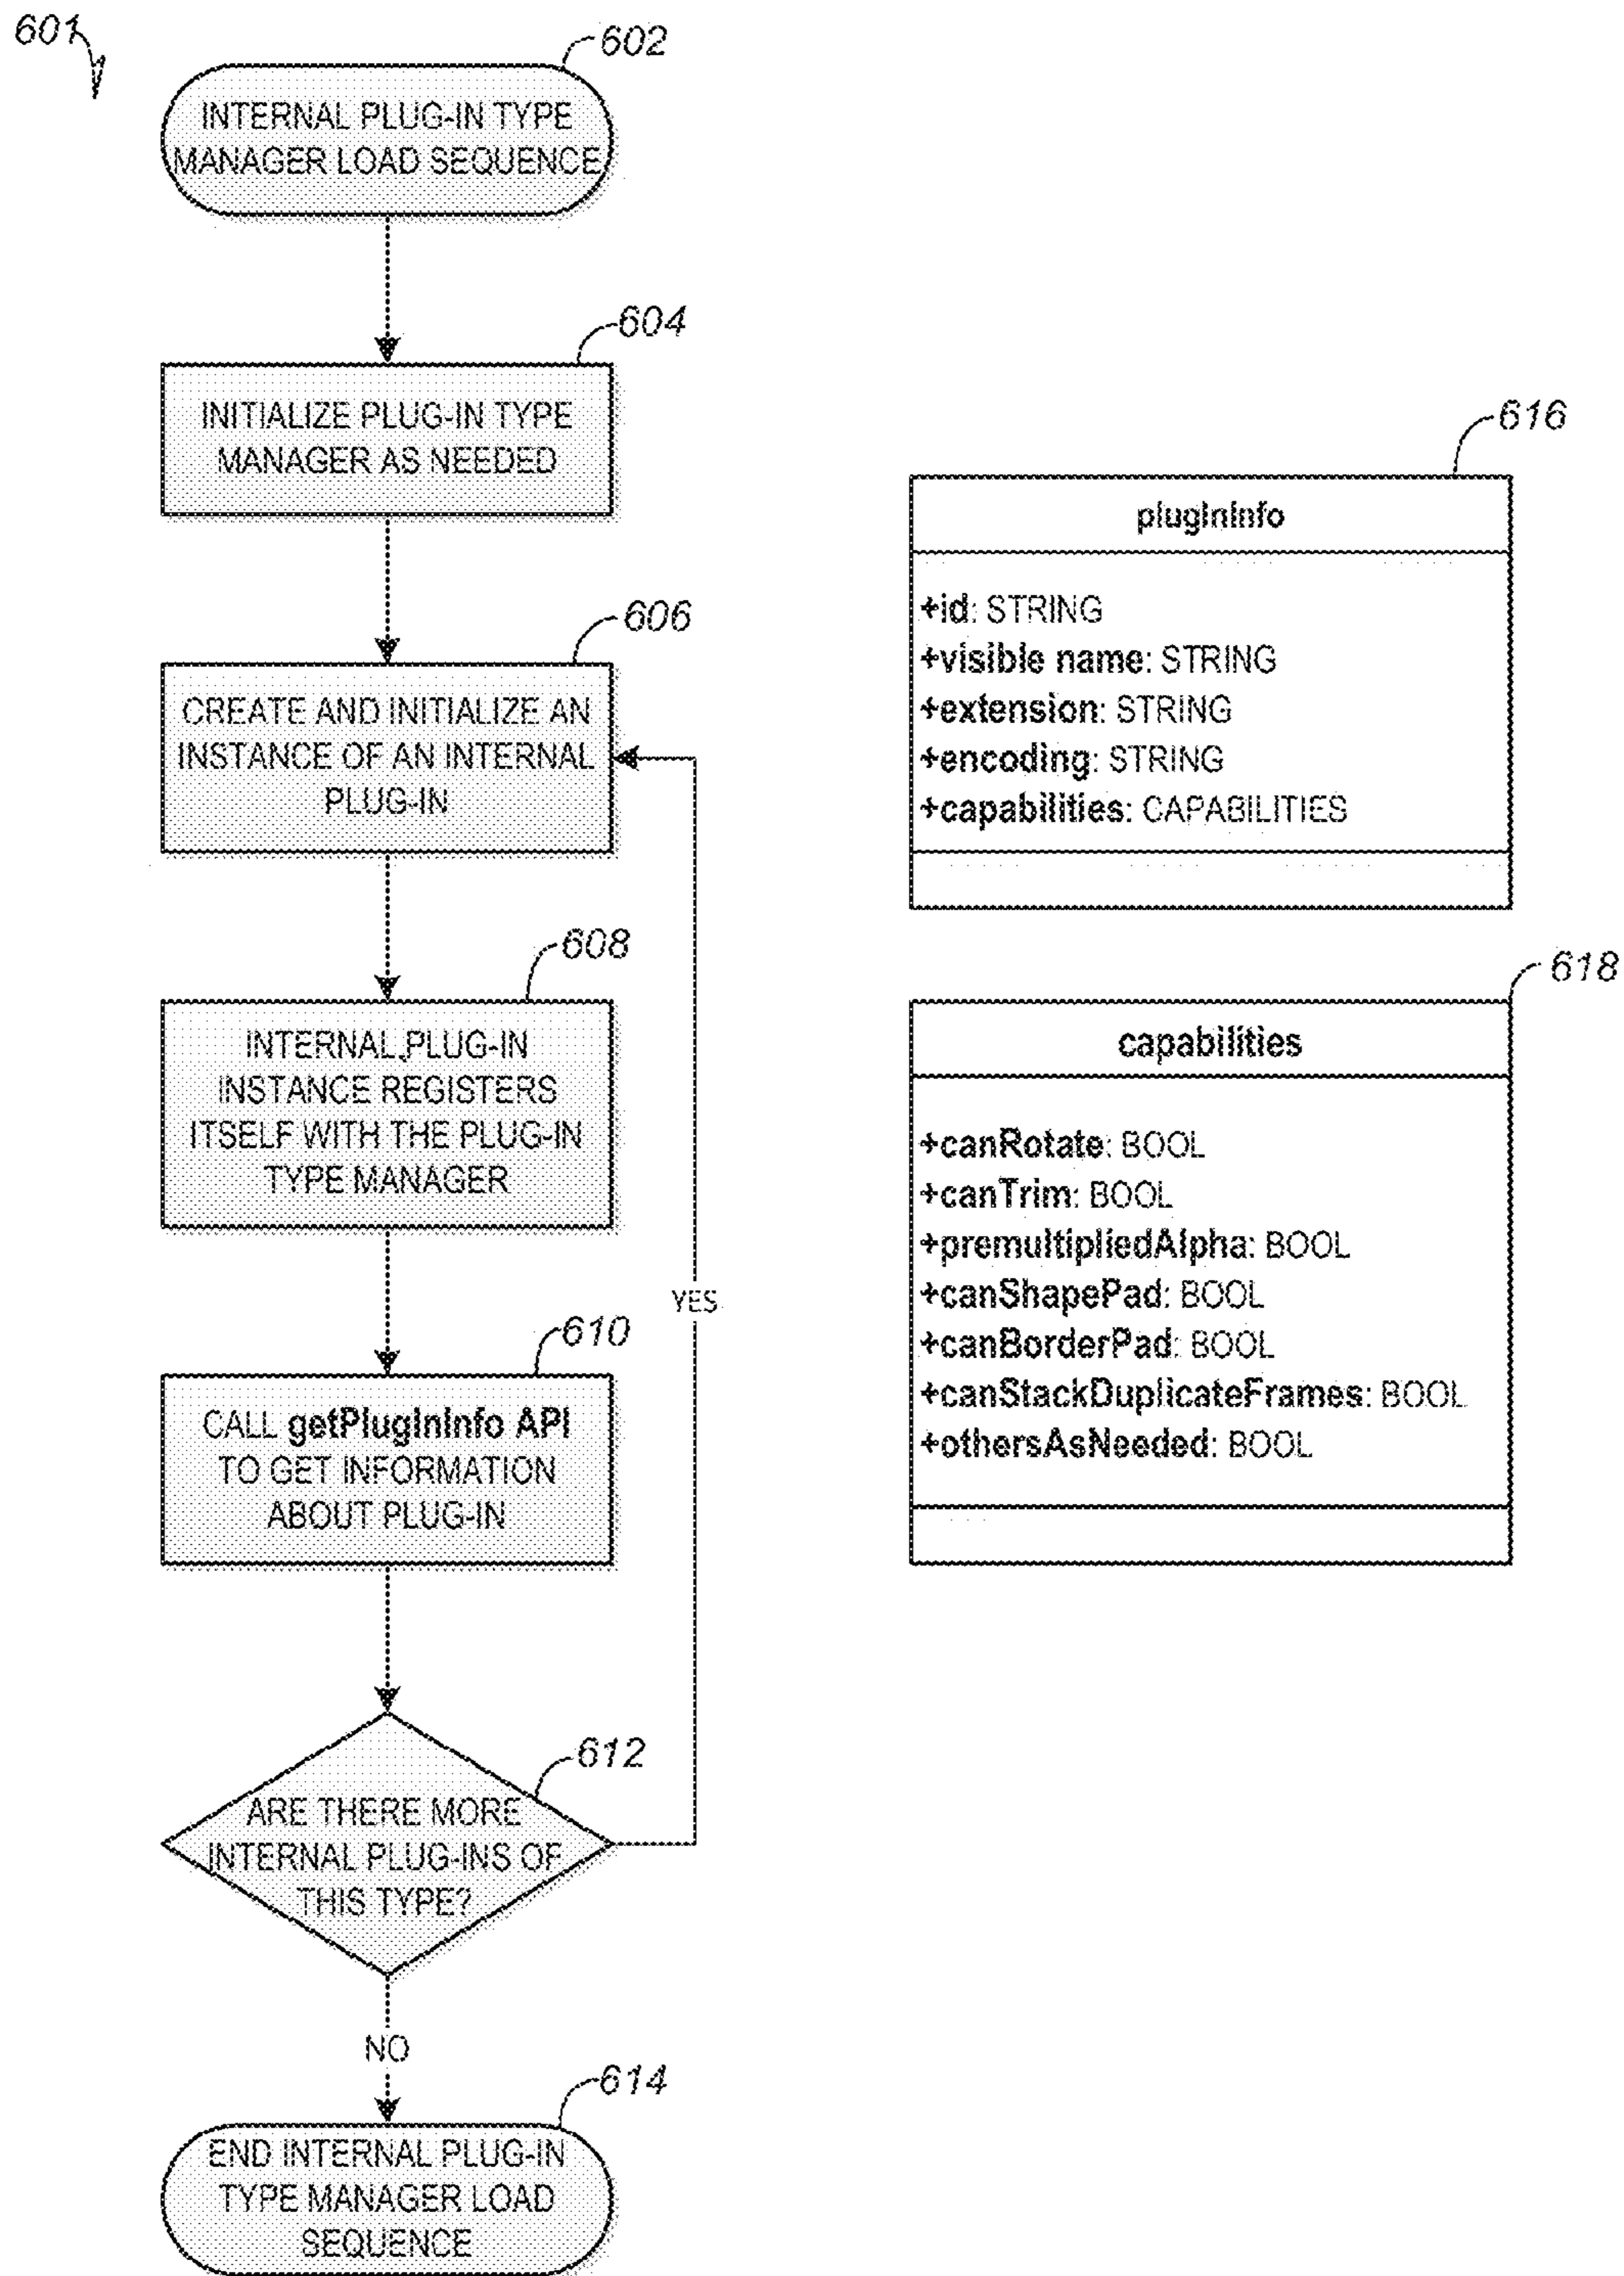 601
602
INTERNAL PLUG-IN TYPE
MANAGER LOAD SEQUENCE
604
INITIALIZE PLUG-IN TYPE
MANAGER AS NEEDED
606
CREATE AND INITIALIZE AN
INSTANCE OF AN INTERNAL
PLUG-IN
608
INTERNAL PLUG-IN
INSTANCE REGISTERS
ITSELF WITH THE PLUG-IN
TYPE MANAGER
610
CALL getPlugInInfo API
TO GET INFORMATION
ABOUT PLUG-IN
612
ARE THERE MORE
INTERNAL PLUG-INS OF
THIS TYPE?
YES
NO
614
END INTERNAL PLUG-IN
TYPE MANAGER LOAD
SEQUENCE
616
plugInInfo
+id: STRING
+visible name: STRING
+extension: STRING
+encoding: STRING
+capabilities: CAPABILITIES
618
capabilities
+canRotate: BOOL
+canTrim: BOOL
+premultipliedAlpha: BOOL
+canShapePad: BOOL
+canBorderPad: BOOL
+canStackDuplicateFrames: BOOL
+othersAsNeeded: BOOL